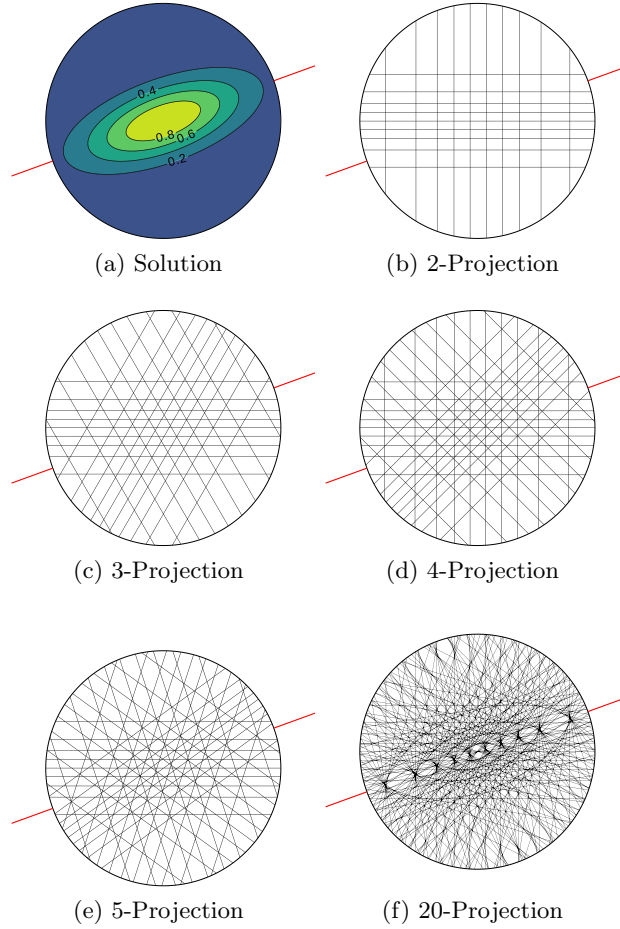 0.4
0.8
0.6
0.2
(a) Solution
(b) 2-Projection
(c) 3-Projection
(d) 4-Projection
(e) 5-Projection
(f) 20-Projection